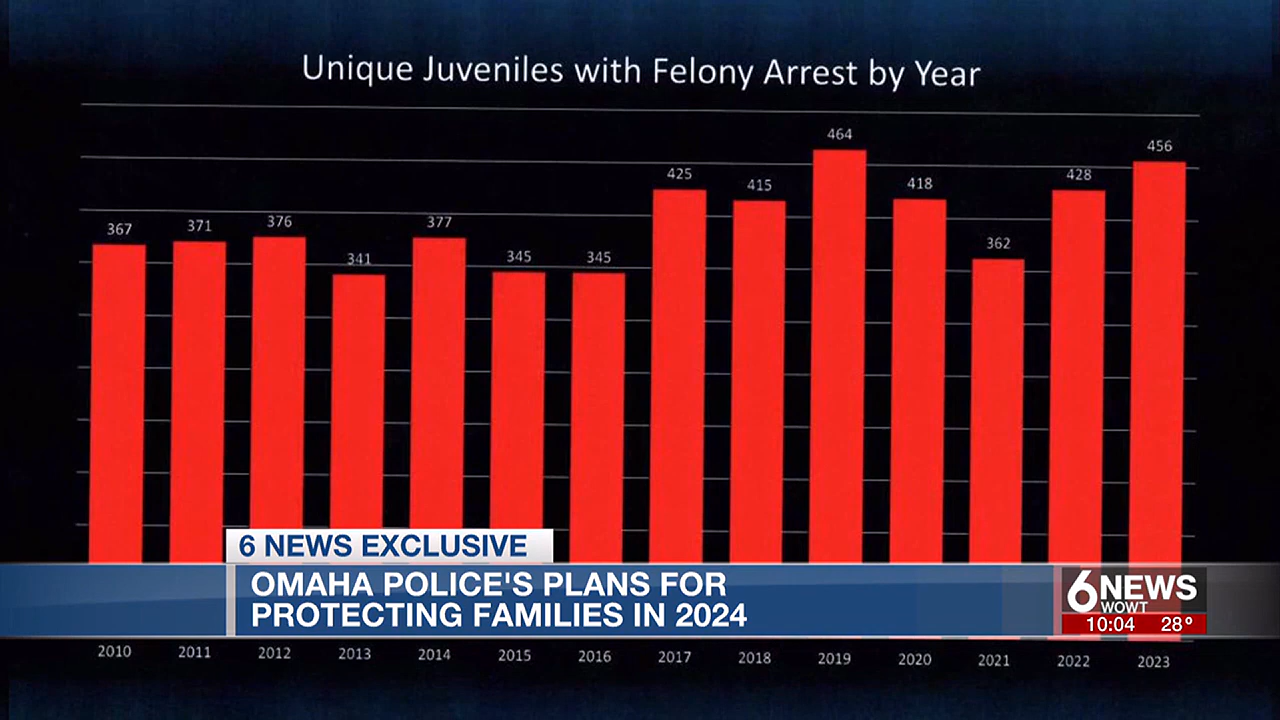 Unique Juveniles with Felony Arrest by Year
464
456
425
428
415
418
367
371
376
377
362
341
345
345
6 NEWS EXCLUSIVE
OMAHA POLICE'S PLANS FOR
PROTECTING FAMILIES IN 2024
6 NEWS
WOWT
10:04 28°
2010 2011 2012 2013 2014 2015 2016 2017 2018 2019 2020 2021 2022 2023